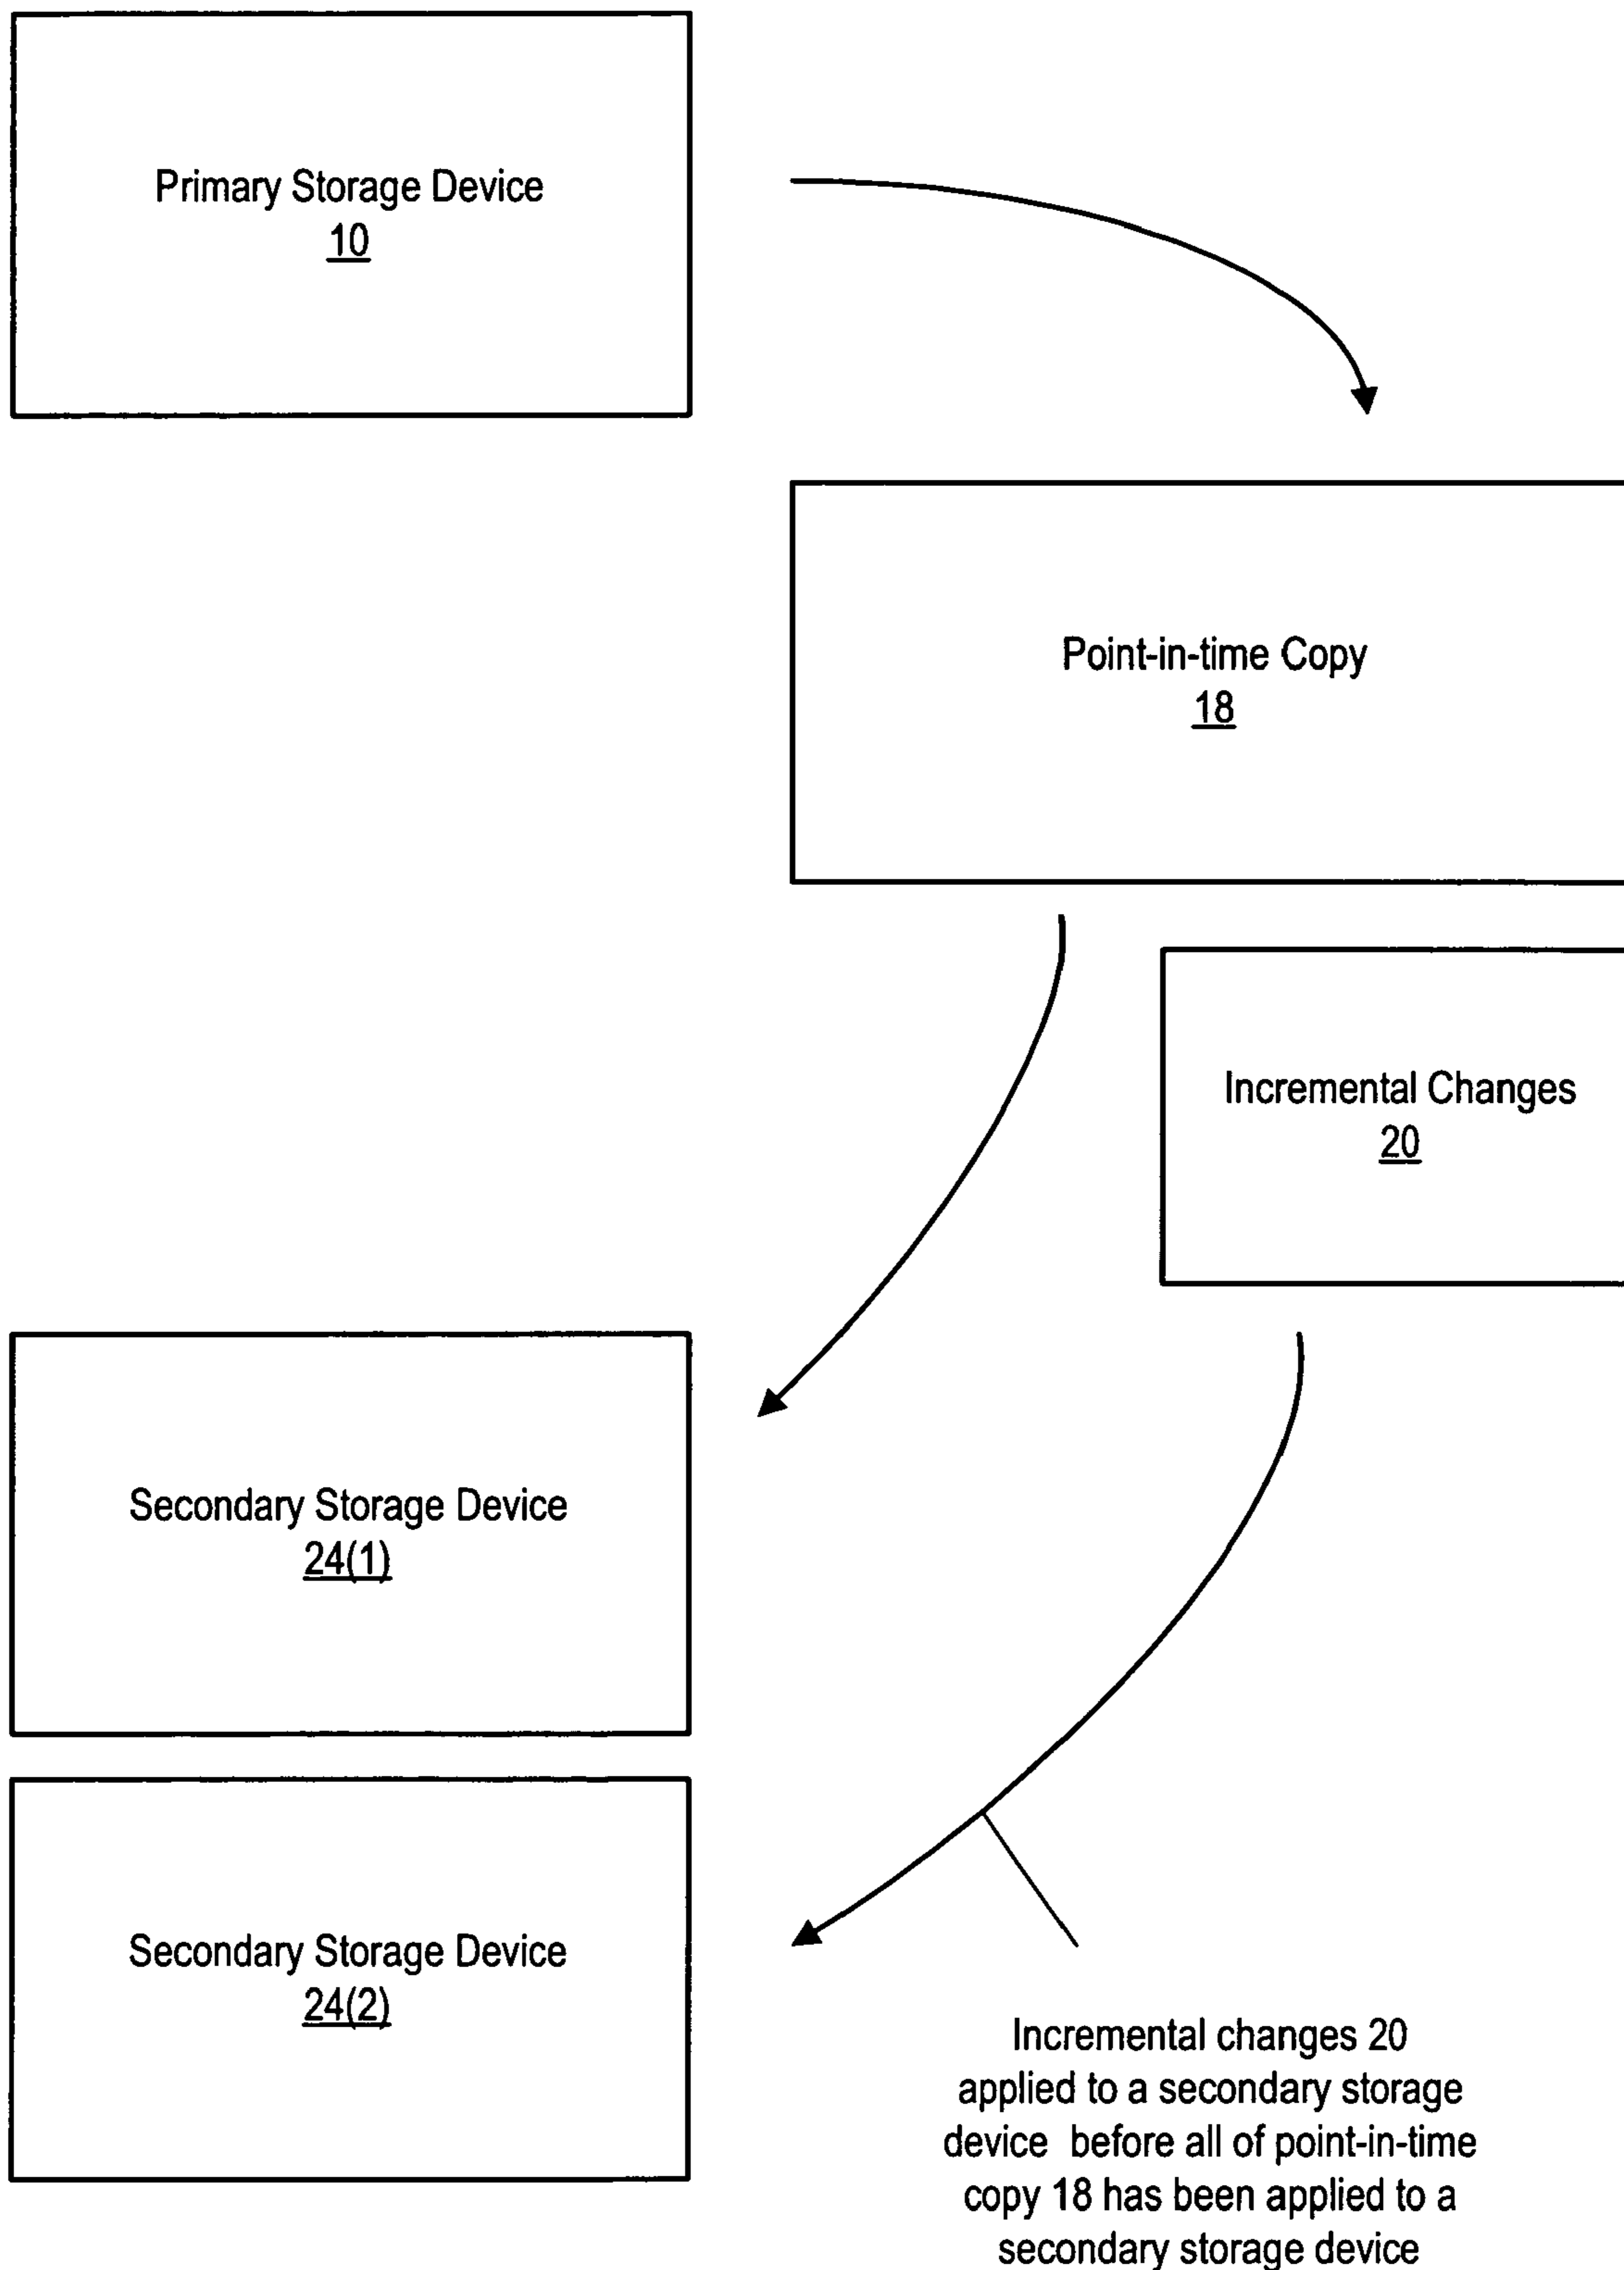 Primary Storage Device
10
Point-in-time Copy
18
Incremental Changes
20
Secondary Storage Device
24(1)
Secondary Storage Device
24(2)
Incremental changes 20
applied to a secondary storage
device before all of point-in-time
copy 18 has been applied to a
secondary storage device